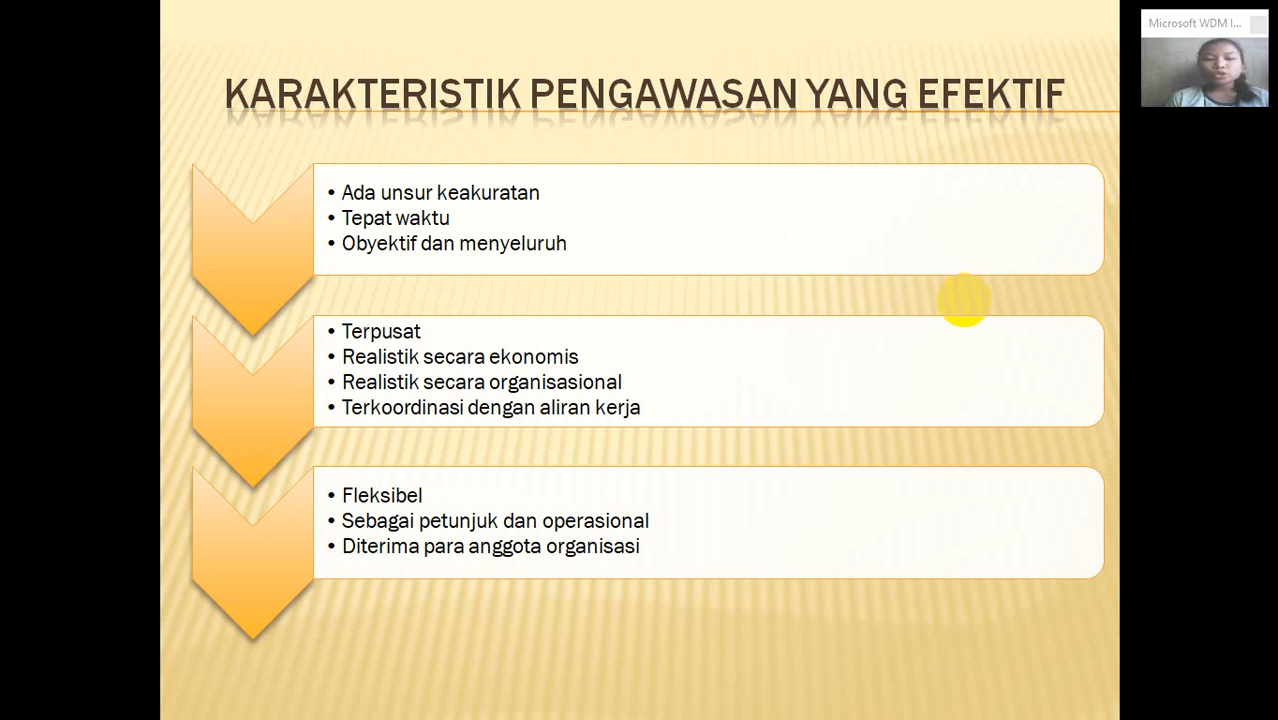 KARAKTERISTIK PENGAWASAN YANG EFEKTIF
Microsoft WDM I...
• Ada unsur keakuratan
• Tepat waktu
• Obyektif dan menyeluruh
• Terpusat
• Realistik secara ekonomis
• Realistik secara organisasional
• Terkoordinasi dengan aliran kerja
• Fleksibel
• Sebagai petunjuk dan operasional
• Diterima para anggota organisasi